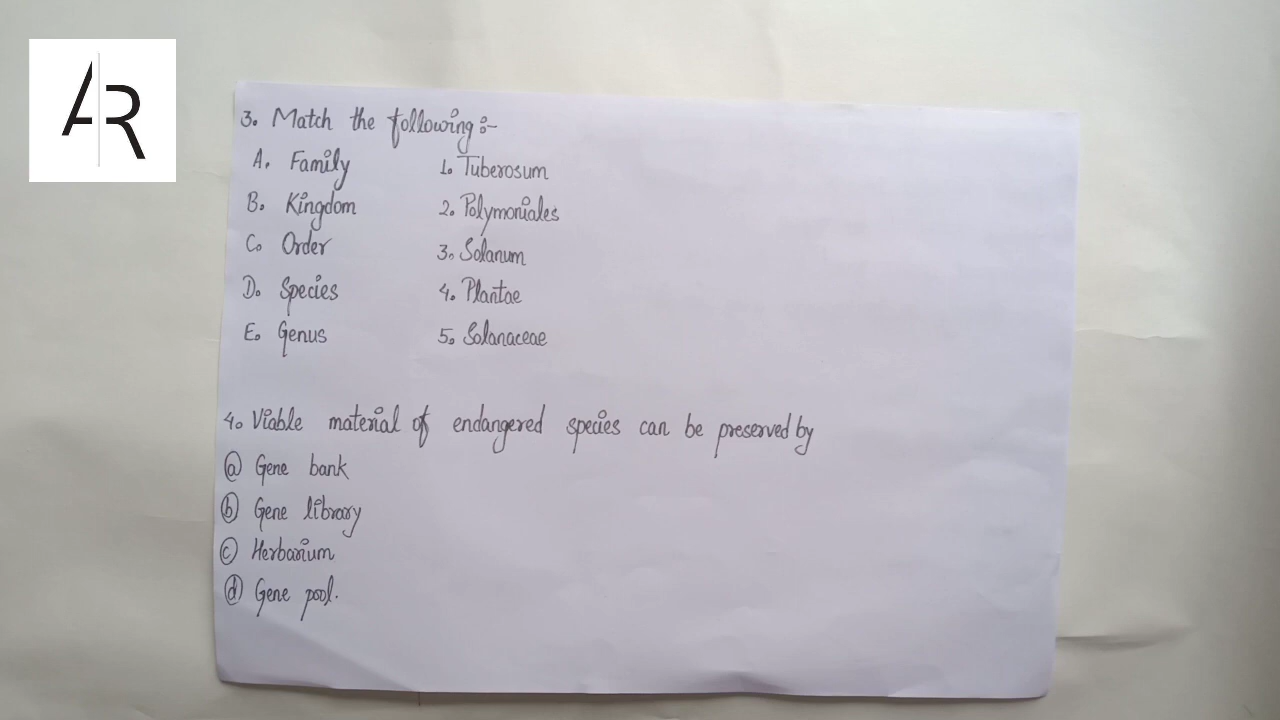 AR
3. Match the following:-
A. Family 1. Tuberosum
B. Kingdom 2. Polymoniales
C. Order 3. Solanum
D. Species 4. Plantae
E. Genus 5. Solanaceae
4. Viable material of endangered species can be preserved by
(a) Gene bank
(b) Gene library
(c) Herbarium
(d) Gene pool.